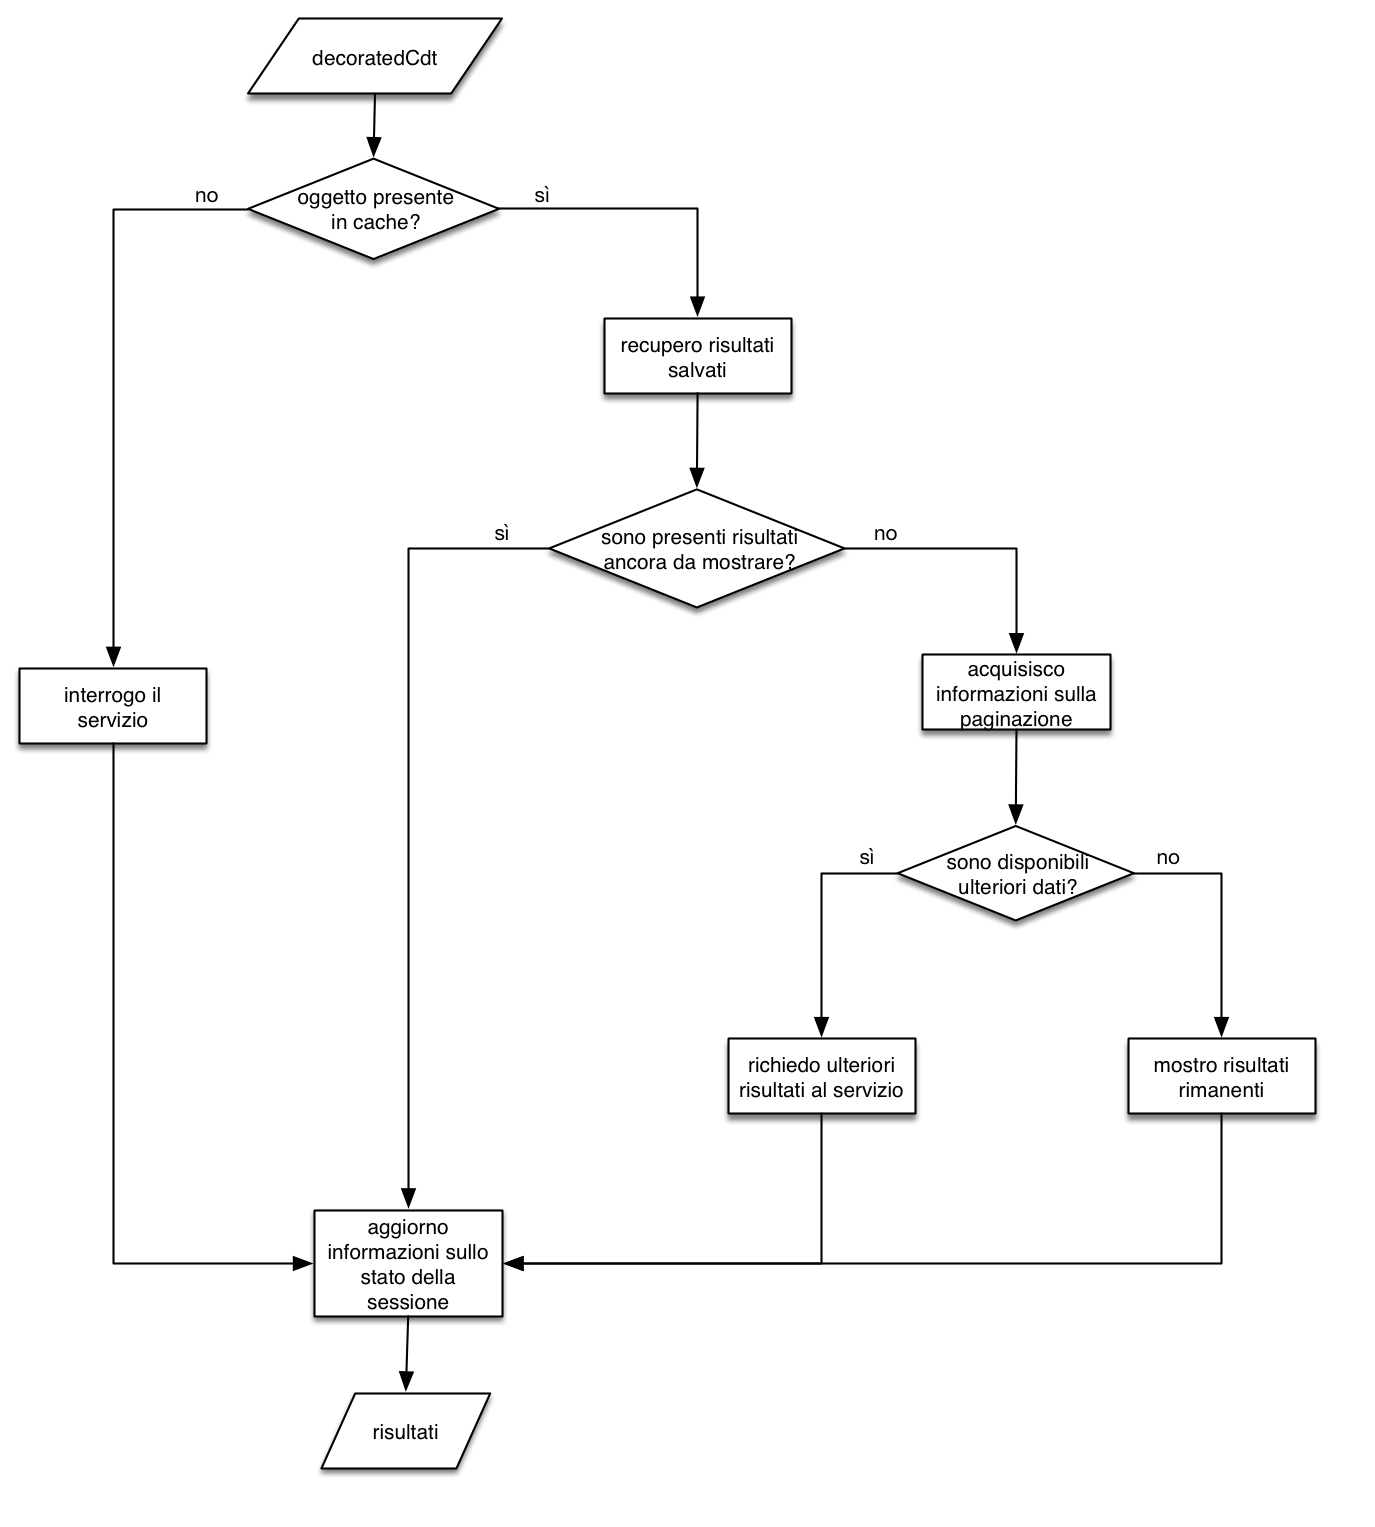 decoratedCdt
no
sì
oggetto presente
in cache?
recupero risultati
salvati
sì
no
sono presenti risultati
ancora da mostrare?
acquisisco
informazioni sulla
paginazione
interrogo il
servizio
sì
no
sono disponibili
ulteriori dati?
richiedo ulteriori
risultati al servizio
mostro risultati
rimanenti
aggiorno
informazioni sullo
stato della
sessione
risultati